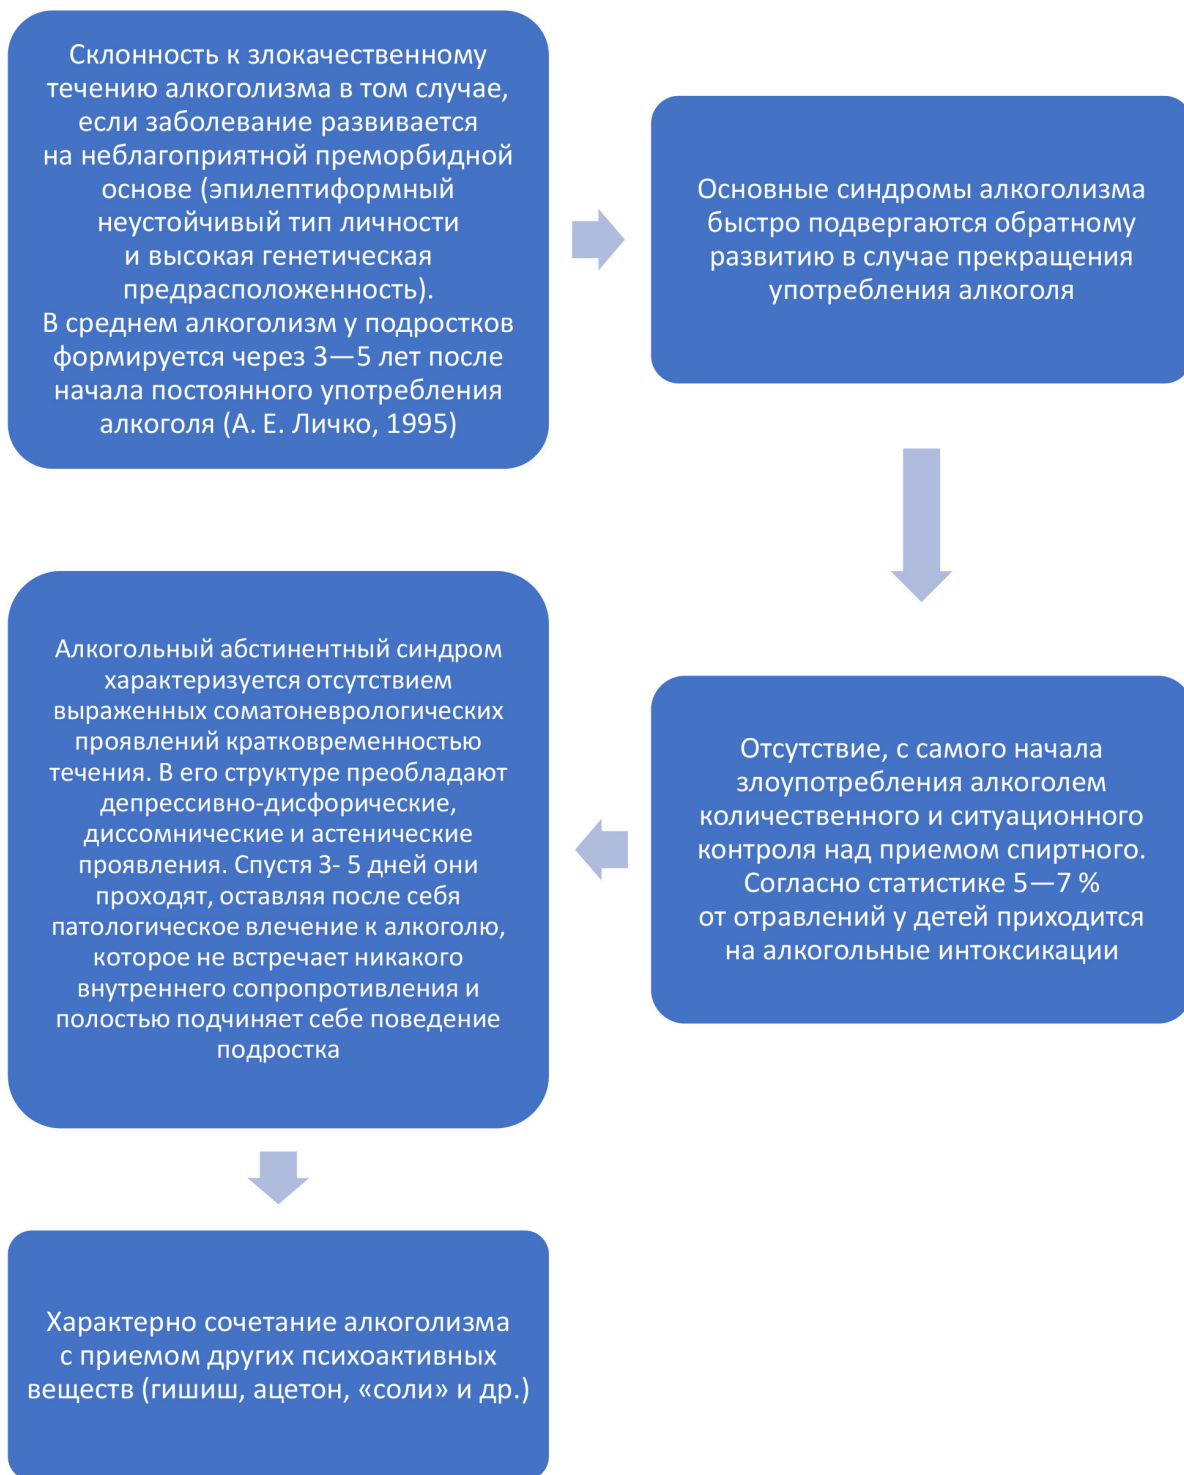 Склонность к злокачественному
течению алкоголизма в том случае,
если заболевание развивается
на неблагоприятной преморбидной
основе (эпилептиформный
неустойчивый тип личности
и высокая генетическая
предрасположенность).
В среднем алкоголизм у подростков
формируется через 3—5 лет после
начала постоянного употребления
алкоголя (А. Е. Личко, 1995)
Основные синдромы алкоголизма
быстро подвергаются обратному
развитию в случае прекращения
употребления алкоголя
Отсутствие, с самого начала
злоупотребления алкоголем
количественного и ситуационного
контроля над приемом спиртного.
Согласно статистике 5—7 %
от отравлений у детей приходится
на алкогольные интоксикации
Алкогольный абстинентный синдром
характеризуется отсутствием
выраженных соматоневрологических
проявлений кратковременностью
течения. В его структуре преобладают
депрессивно-дисфорические,
диссомнические и астенические
проявления. Спустя 3- 5 дней они
проходят, оставляя после себя
патологическое влечение к алкоголю,
которое не встречает никакого
внутреннего сопропротивления и
полостью подчиняет себе поведение
подростка
Характерно сочетание алкоголизма
с приемом других психоактивных
веществ (гишиш, ацетон, «соли» и др.)